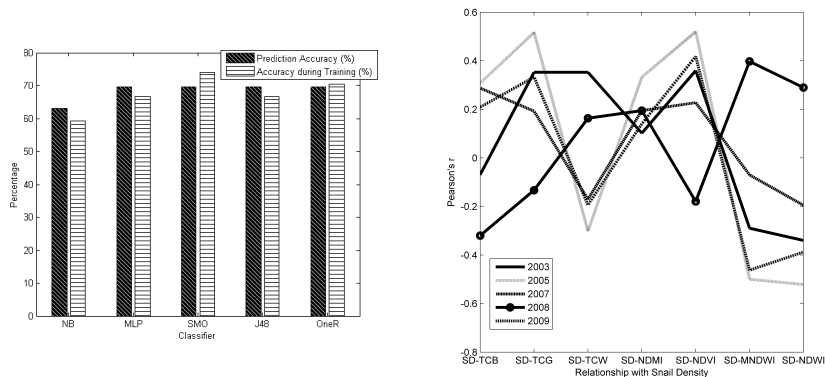 80
70
60
50
40
30
20
10
0
Percentage
Prediction Accuracy (%)
Accuracy during Training (%)
NB MLP SMO J48 OneR
Classifier
0.6
0.4
0.2
0
-0.2
-0.4
-0.6
-0.8
Pearson's r
2003
2005
2007
2008
2009
SD-TCB SD-TCG SD-TCW SD-NDMI SD-NDVI SD-MNDWI SD-NDWI
Relationship with Snail Density